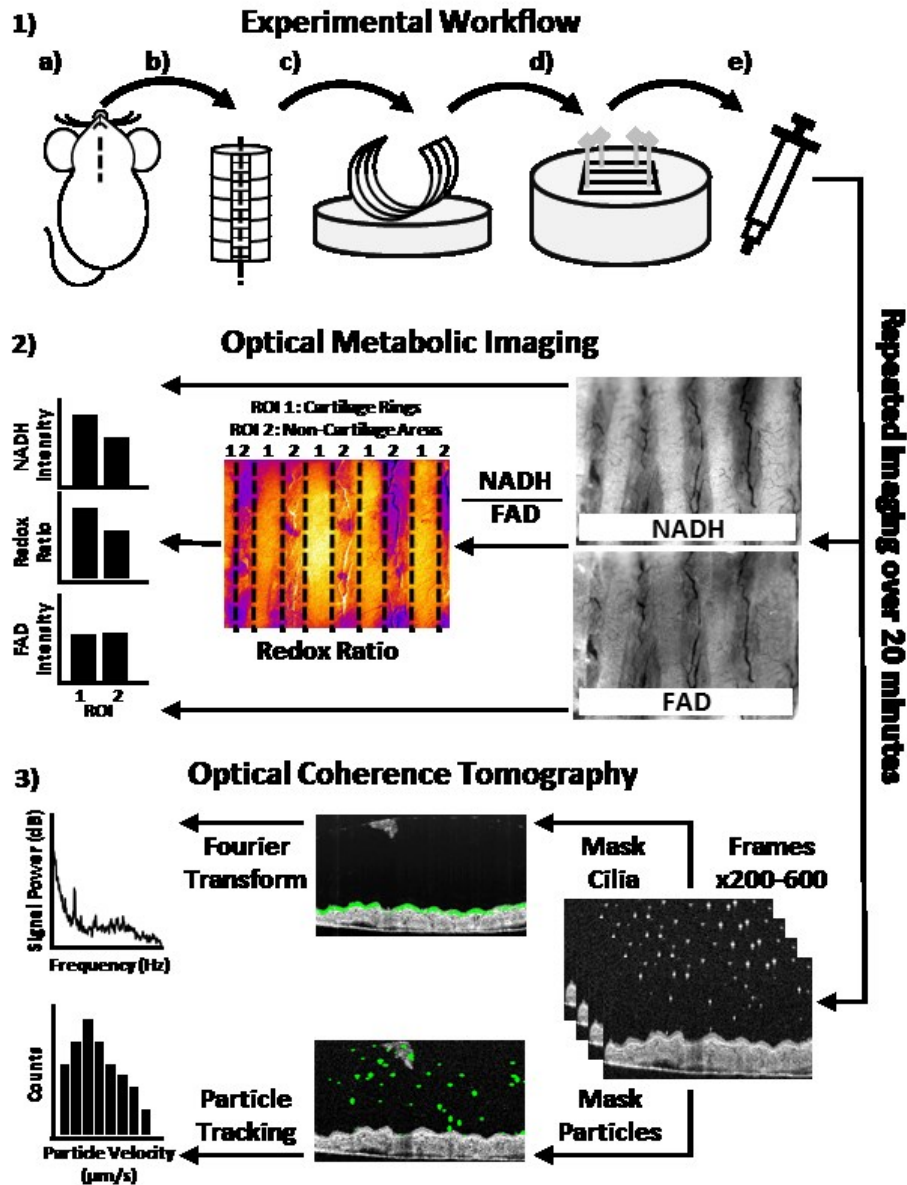 1)
Experimental Workflow
a)
b)
c)
d)
e)
Repeated Imaging over 20 minutes
2)
Optical Metabolic Imaging
NADH
Intensity
Redox
Ratio
FAD
Intensity
1 2
ROI
ROI 1: Cartilage Rings
ROI 2: Non-Cartilage Areas
1 2 1 2 1 2 1 2 1 2
Redox Ratio
NADH
FAD
NADH
FAD
3)
Optical Coherence Tomography
Signal Power (dB)
Frequency (Hz)
Fourier
Transform
Mask
Cilia
Frames
x200-600
Counts
Particle Velocity
(µm/s)
Particle
Tracking
Mask
Particles